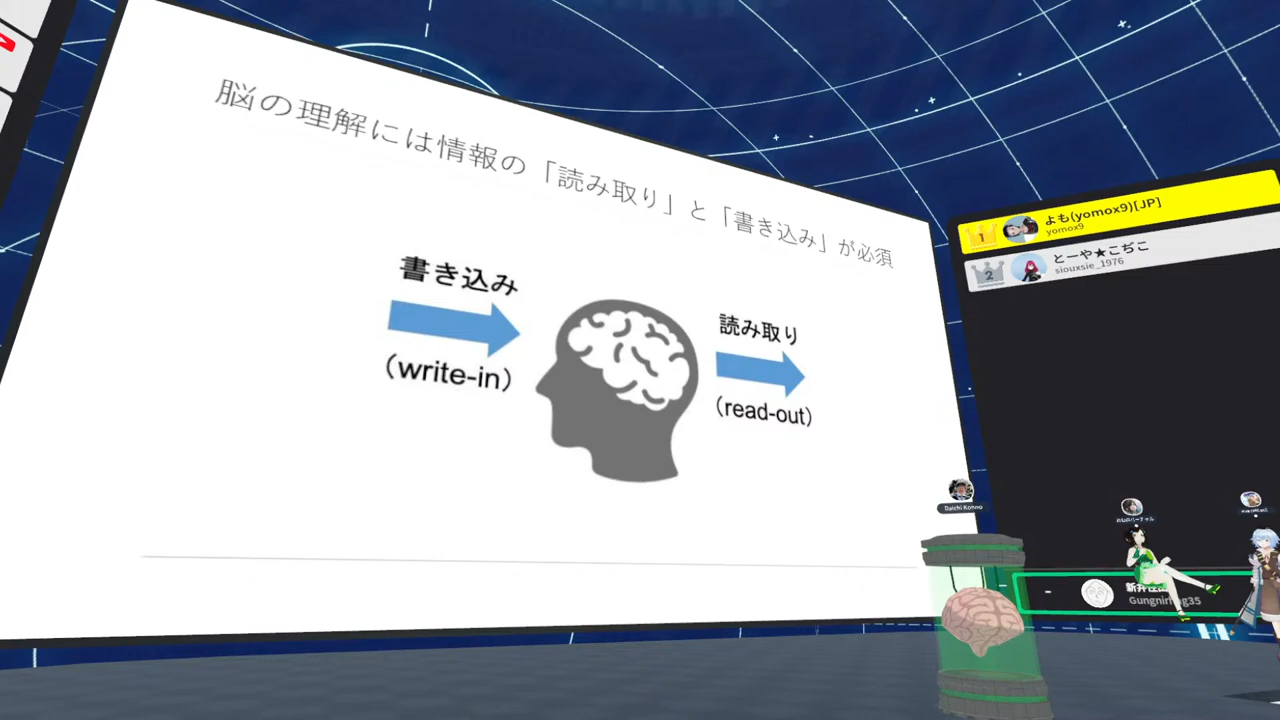 脳の理解には情報の「読み取り」と「書き込み」が必須
書き込み
(write-in)
読み取り
(read-out)
1
よも(yomox9)[JP]
yomox9
2
とーや★こぢこ
siouxsie_1976
Daichi Konno